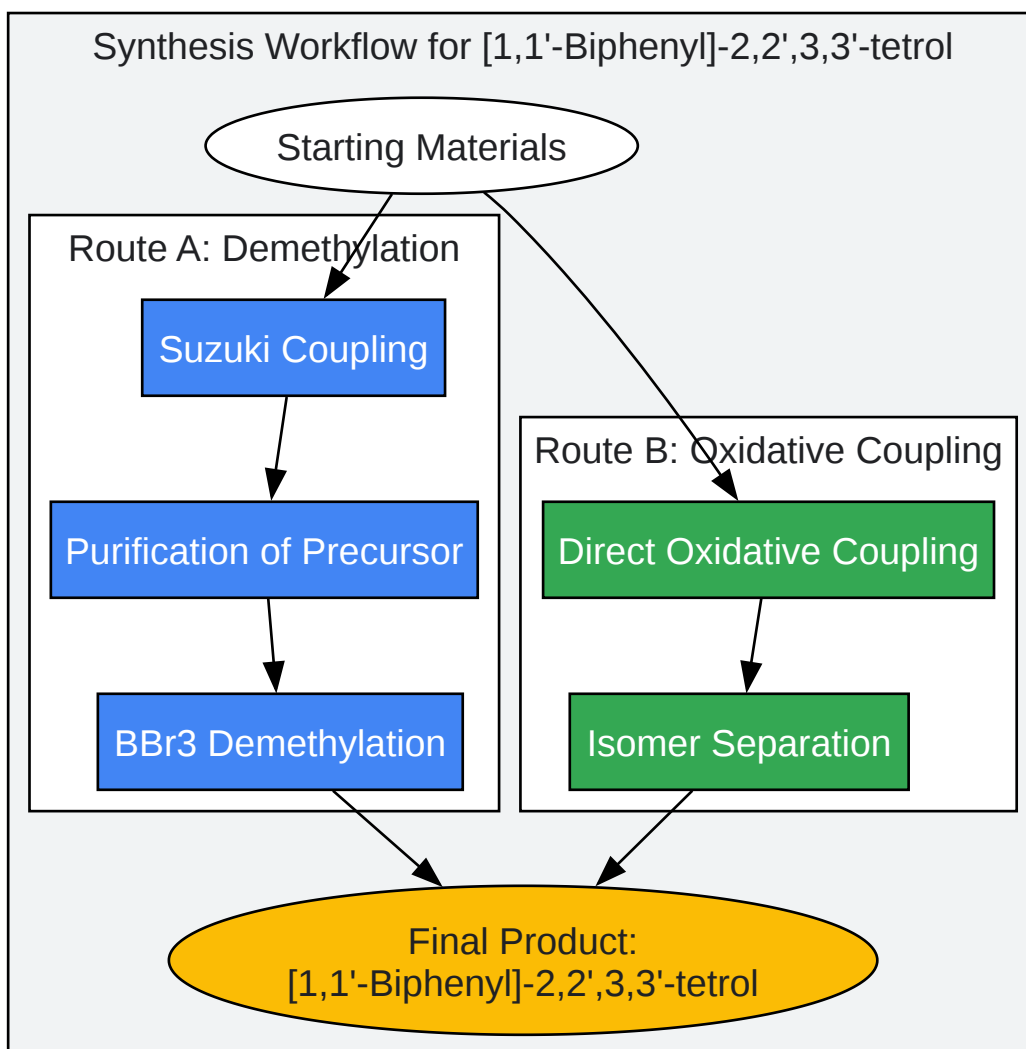 Synthesis Workflow for [1,1'-Biphenyl]-2,2',3,3'-tetrol
Starting Materials
Route A: Demethylation
Suzuki Coupling
Purification of Precursor
BBr3 Demethylation
Route B: Oxidative Coupling
Direct Oxidative Coupling
Isomer Separation
Final Product:
[1,1'-Biphenyl]-2,2',3,3'-tetrol